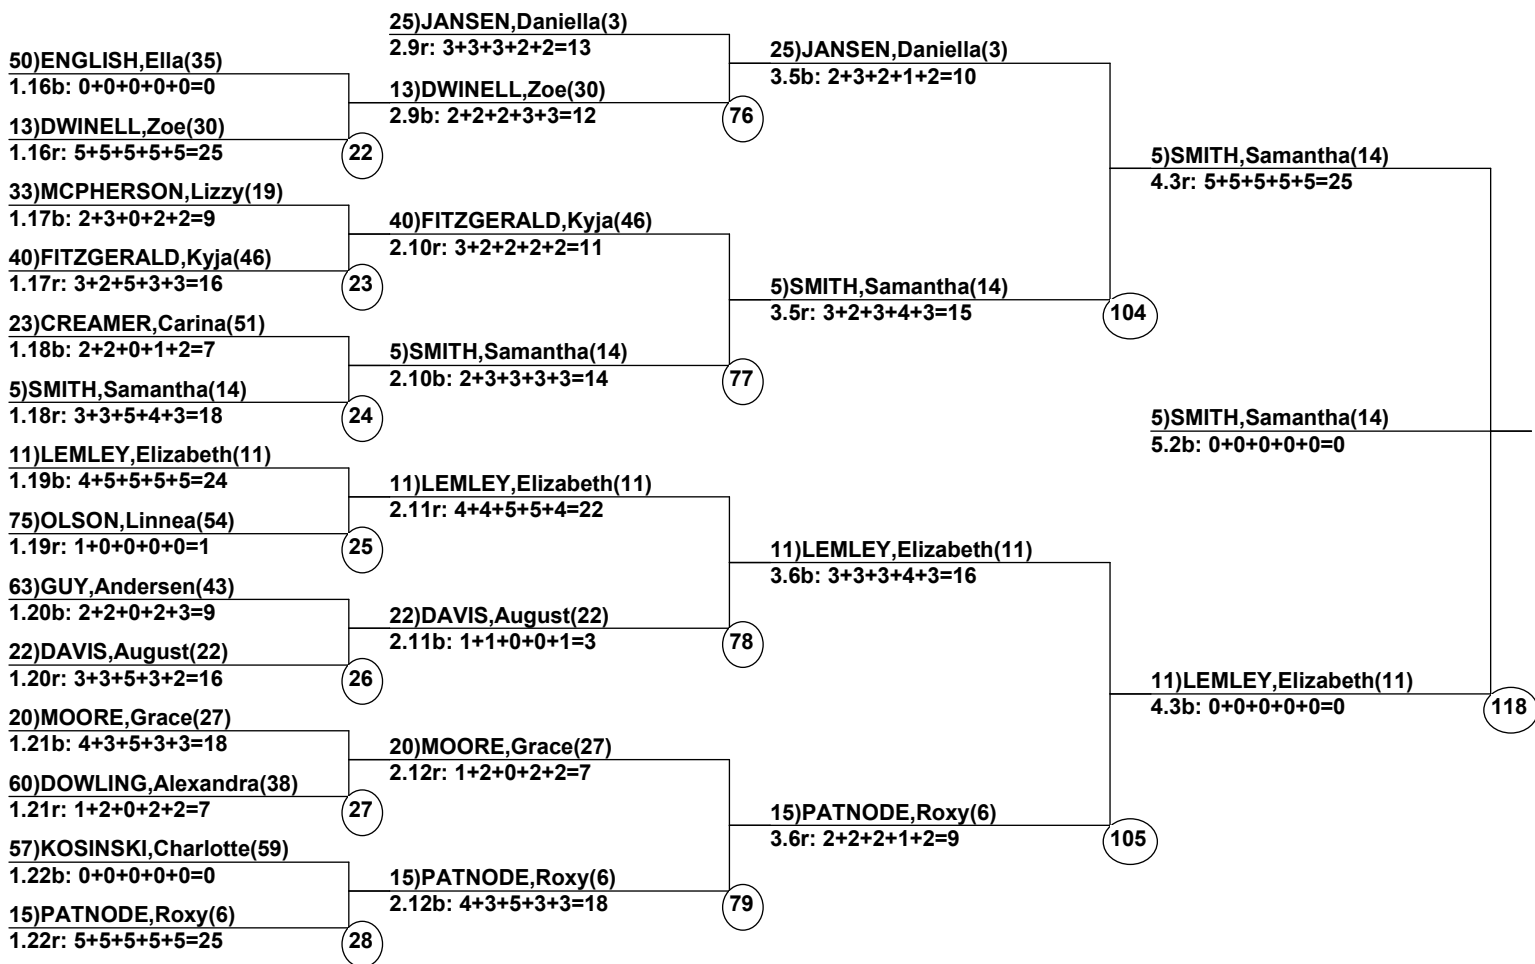 50)ENGLISH,Ella(35)
1.16b: 0+0+0+0+0=0
13)DWINELL,Zoe(30)
1.16r: 5+5+5+5+5=25
22
33)MCPHERSON,Lizzy(19)
1.17b: 2+3+0+2+2=9
40)FITZGERALD,Kyja(46)
1.17r: 3+2+5+3+3=16
23
23)CREAMER,Carina(51)
1.18b: 2+2+0+1+2=7
5)SMITH,Samantha(14)
1.18r: 3+3+5+4+3=18
24
11)LEMLEY,Elizabeth(11)
1.19b: 4+5+5+5+5=24
75)OLSON,Linnea(54)
1.19r: 1+0+0+0+0=1
25
63)GUY,Andersen(43)
1.20b: 2+2+0+2+3=9
22)DAVIS,August(22)
1.20r: 3+3+5+3+2=16
26
20)MOORE,Grace(27)
1.21b: 4+3+5+3+3=18
60)DOWLING,Alexandra(38)
1.21r: 1+2+0+2+2=7
27
57)KOSINSKI,Charlotte(59)
1.22b: 0+0+0+0+0=0
15)PATNODE,Roxy(6)
1.22r: 5+5+5+5+5=25
28
25)JANSEN,Daniella(3)
2.9r: 3+3+3+2+2=13
13)DWINELL,Zoe(30)
2.9b: 2+2+2+3+3=12
76
40)FITZGERALD,Kyja(46)
2.10r: 3+2+2+2+2=11
5)SMITH,Samantha(14)
2.10b: 2+3+3+3+3=14
77
11)LEMLEY,Elizabeth(11)
2.11r: 4+4+5+5+4=22
22)DAVIS,August(22)
2.11b: 1+1+0+0+1=3
78
20)MOORE,Grace(27)
2.12r: 1+2+0+2+2=7
15)PATNODE,Roxy(6)
2.12b: 4+3+5+3+3=18
79
25)JANSEN,Daniella(3)
3.5b: 2+3+2+1+2=10
5)SMITH,Samantha(14)
3.5r: 3+2+3+4+3=15
104
11)LEMLEY,Elizabeth(11)
3.6b: 3+3+3+4+3=16
15)PATNODE,Roxy(6)
3.6r: 2+2+2+1+2=9
105
5)SMITH,Samantha(14)
4.3r: 5+5+5+5+5=25
5)SMITH,Samantha(14)
5.2b: 0+0+0+0+0=0
11)LEMLEY,Elizabeth(11)
4.3b: 0+0+0+0+0=0
118